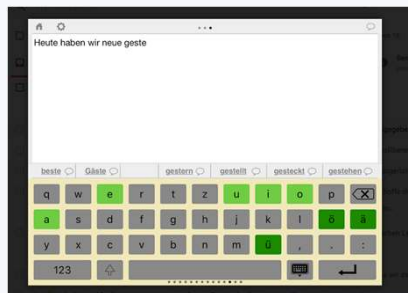 Heute haben wir neue geste
beste Gäste gestern gestellt gesteckt gestehen
q w e r t z u i o p
a s d f g h j k l ö ä
y x c v b n m ü , . :
123